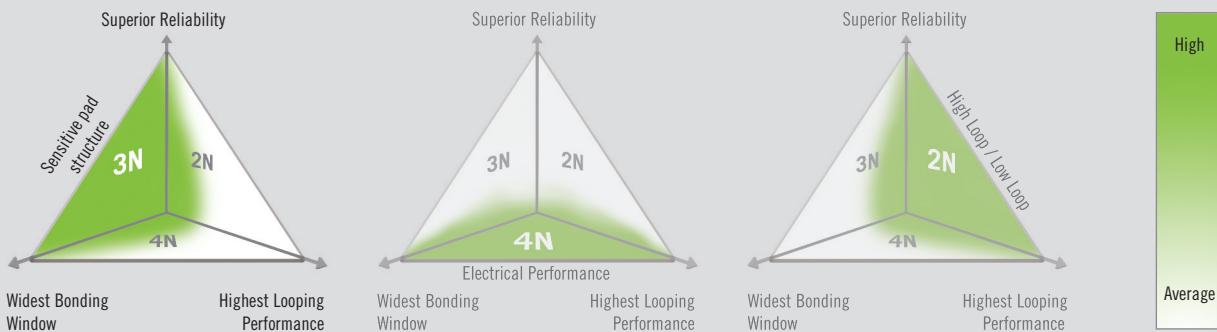 Superior Reliability
Sensitive pad
structure
3N
2N
4N
Widest Bonding
Window
Highest Looping
Performance
Superior Reliability
3N
2N
4N
Electrical Performance
Widest Bonding
Window
Highest Looping
Performance
Superior Reliability
3N
2N
High Loop / Low Loop
4N
Widest Bonding
Window
Highest Looping
Performance
High
Average